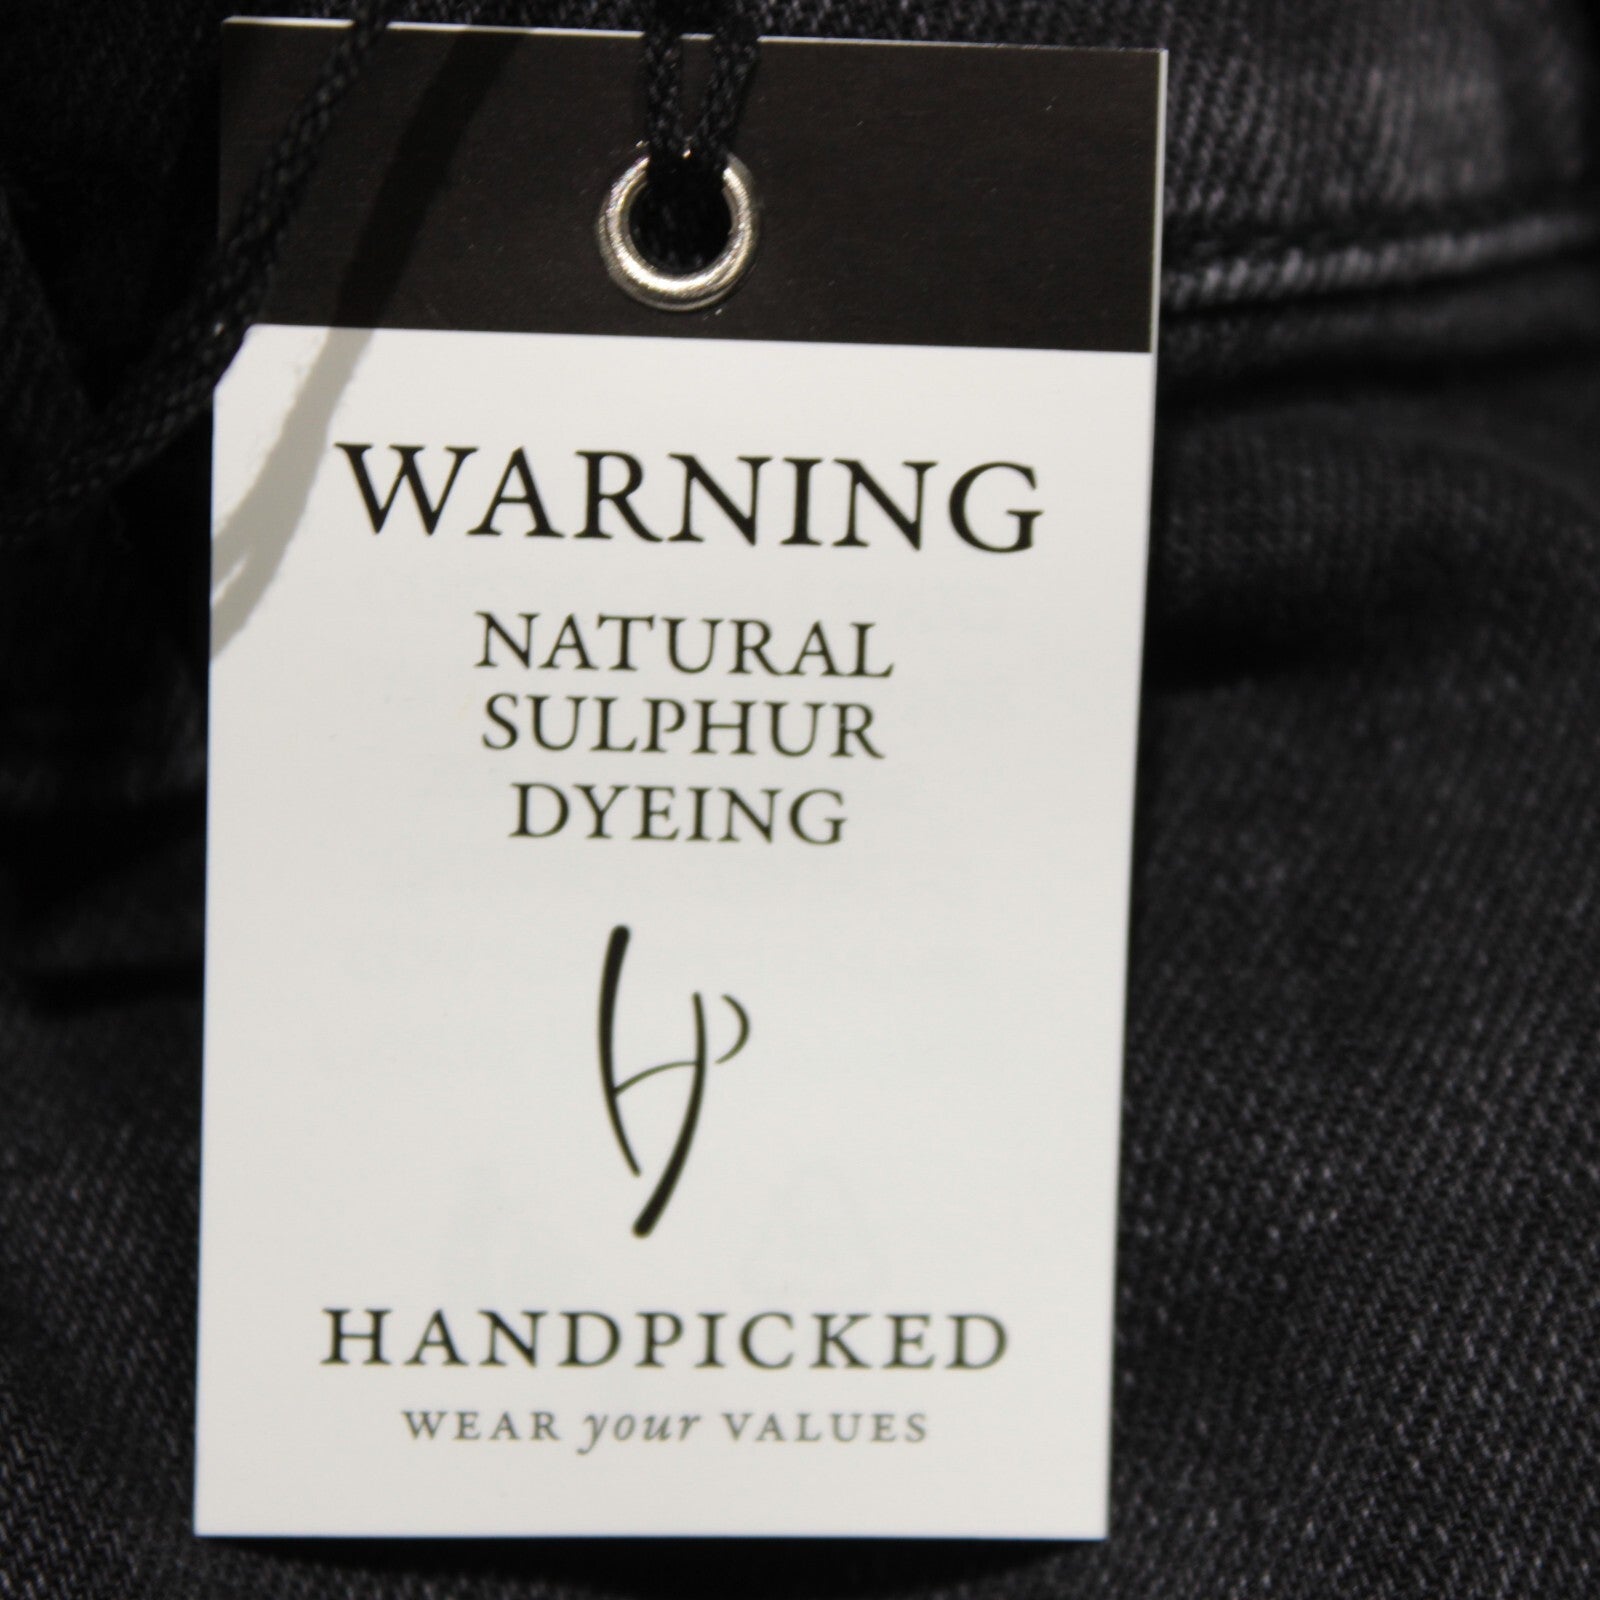 WARNING
NATURAL
SULPHUR
DYEING
HANDPICKED
WEAR your VALUES